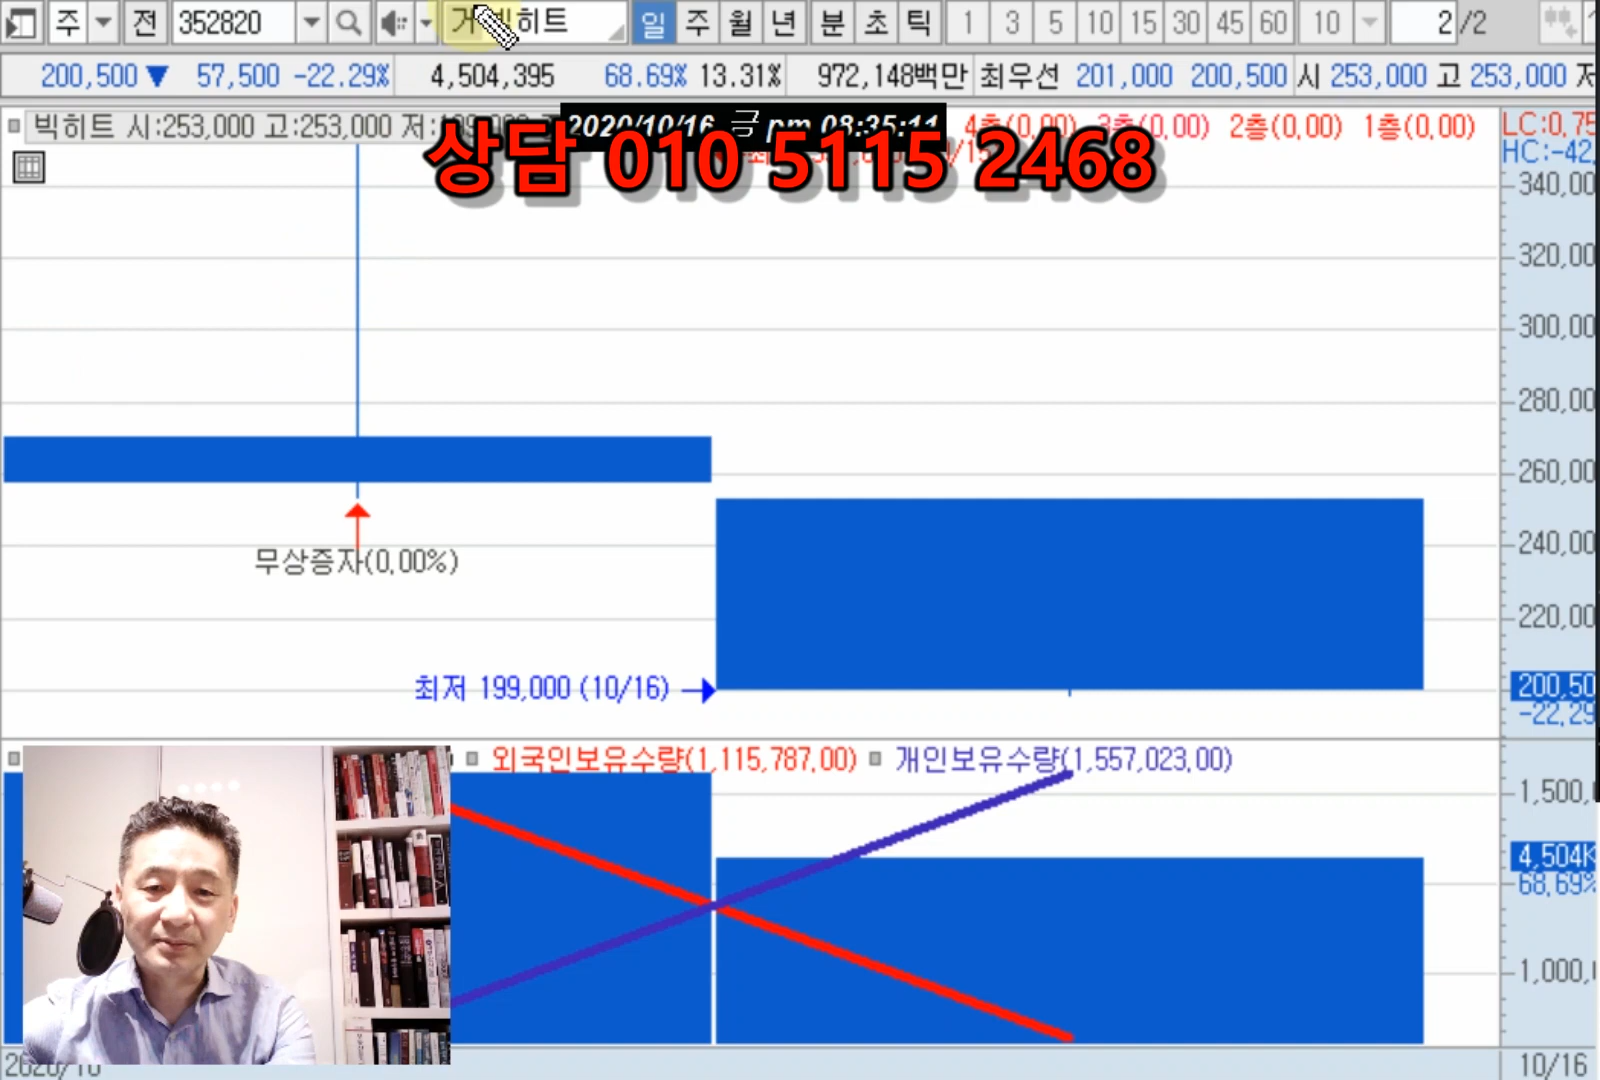 주 전 352820 거 빅히트 일 주 월 년 분 초 틱 1 3 5 10 15 30 45 60 10 2/2
200,500 ▼ 57,500 -22.29% 4,504,395 68.69% 13.31% 972,148백만 최우선 201,000 200,500 시 253,000 고 253,000 저
빅히트 시:253,000 고:253,000 저: 2020/10/16 금 pm 08:35:11 4층(0.00) 3층(0.00) 2층(0.00) 1층(0.00) LC:0.75
HC:-42.
상담 010 5115 2468
340,00
320,00
300,00
280,00
260,00
무상증자(0.00%)
240,00
220,00
최저 199,000 (10/16)
200,50
-22.29
외국인보유수량(1,115,787.00) 개인보유수량(1,557,023.00)
1,500,
4,504K
68.69%
1,000,
2020/10 10/16